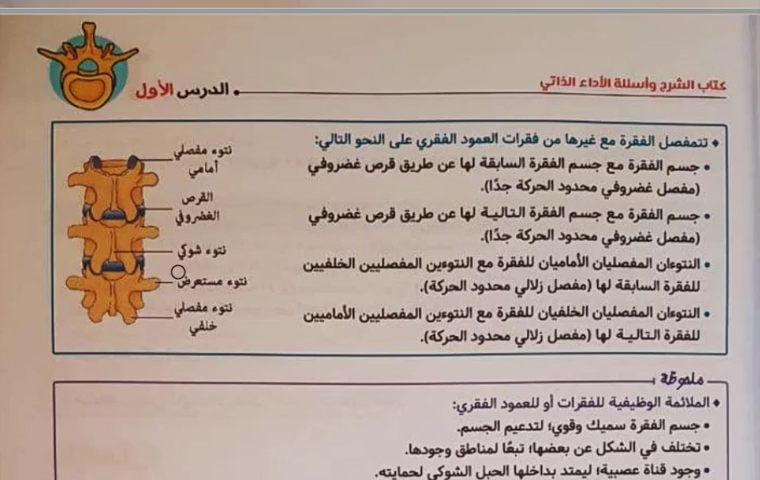 كتاب الشرح وأسئلة الأداء الذاتي
الدرس الأول
♦ تتمفصل الفقرة مع غيرها من فقرات العمود الفقري على النحو التالي:
• جسم الفقرة مع جسم الفقرة السابقة لها عن طريق قرص غضروفي
(مفصل غضروفي محدود الحركة جدًا).
• جسم الفقرة مع جسم الفقرة التالية لها عن طريق قرص غضروفي
(مفصل غضروفي محدود الحركة جدًا).
• النتوءان المفصليان الأماميان للفقرة مع النتوءين المفصليين الخلفيين
للفقرة السابقة لها (مفصل زلالي محدود الحركة).
• النتوءان المفصليان الخلفيان للفقرة مع النتوءين المفصليين الأماميين
للفقرة التالية لها (مفصل زلالي محدود الحركة).
نتوء مفصلي
أمامي
القرص
الغضروفي
نتوء شوكي
نتوء مستعرض
نتوء مفصلي
خلفي
ملحوظة
♦ الملائمة الوظيفية للفقرات أو للعمود الفقري:
• جسم الفقرة سميك وقوي؛ لتدعيم الجسم.
• تختلف في الشكل عن بعضها؛ تبعًا لمناطق وجودها.
• وجود قناة عصبية؛ ليمتد بداخلها الحبل الشوكي لحمايته.